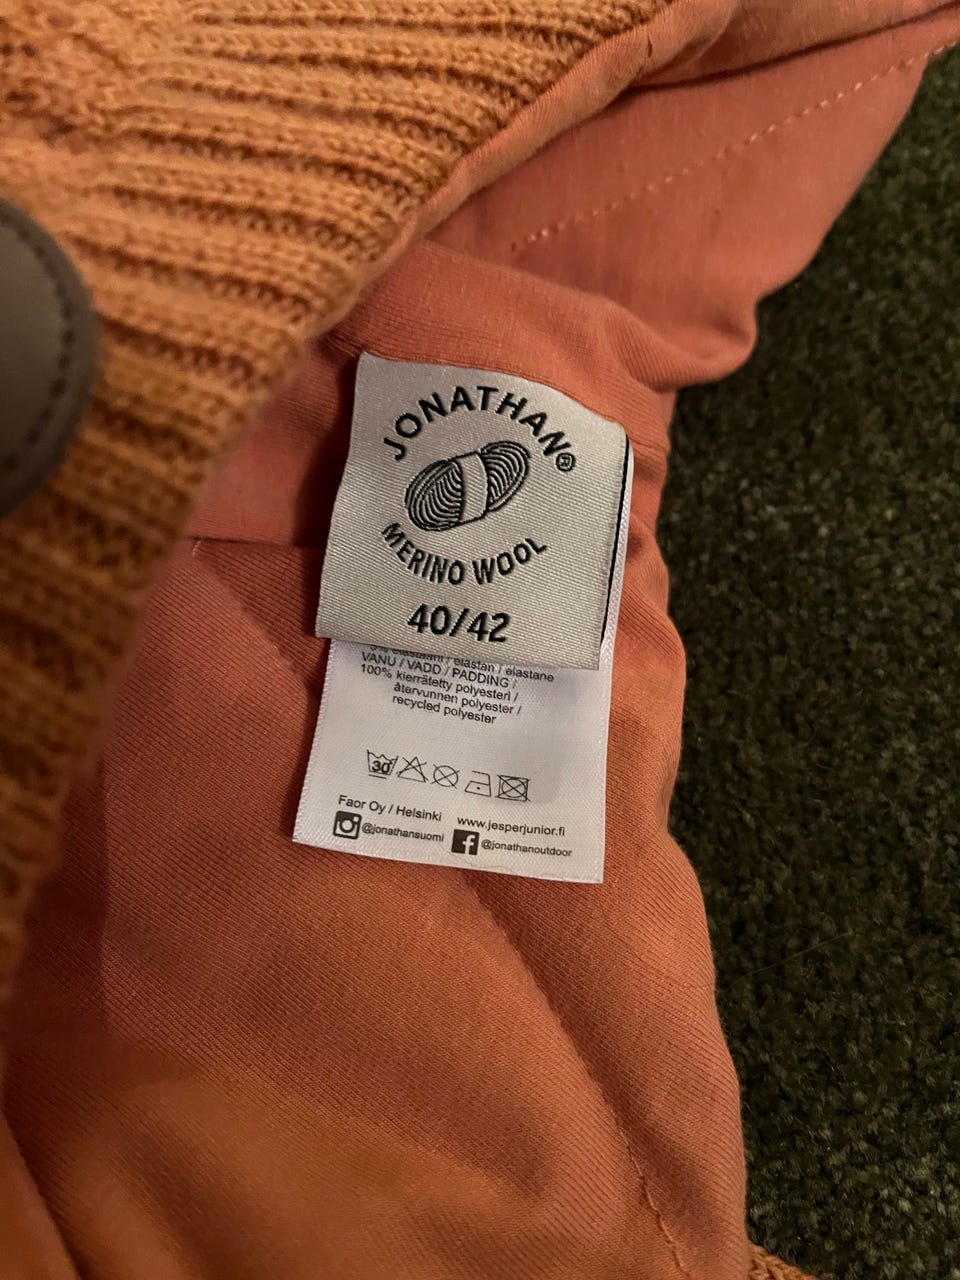 JONATHAN®
MERINO WOOL
40/42
5% elastaani / elastan / elastane
VANU / VADD / PADDING /
100% kierrätetty polyesteri /
återvunnen polyester /
recycled polyester
30
Faor Oy / Helsinki www.jesperjunior.fi
@jonathansuomi @jonathanoutdoor